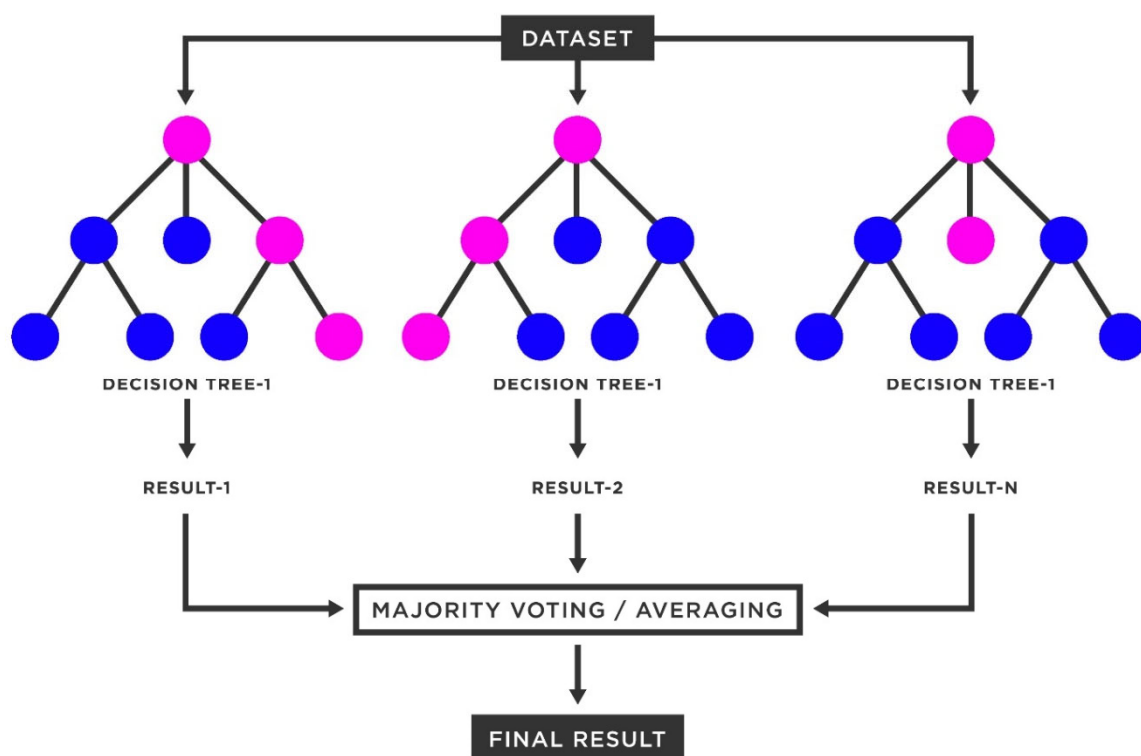 DATASET
DECISION TREE-1
DECISION TREE-1
DECISION TREE-1
RESULT-1
RESULT-2
RESULT-N
MAJORITY VOTING / AVERAGING
FINAL RESULT